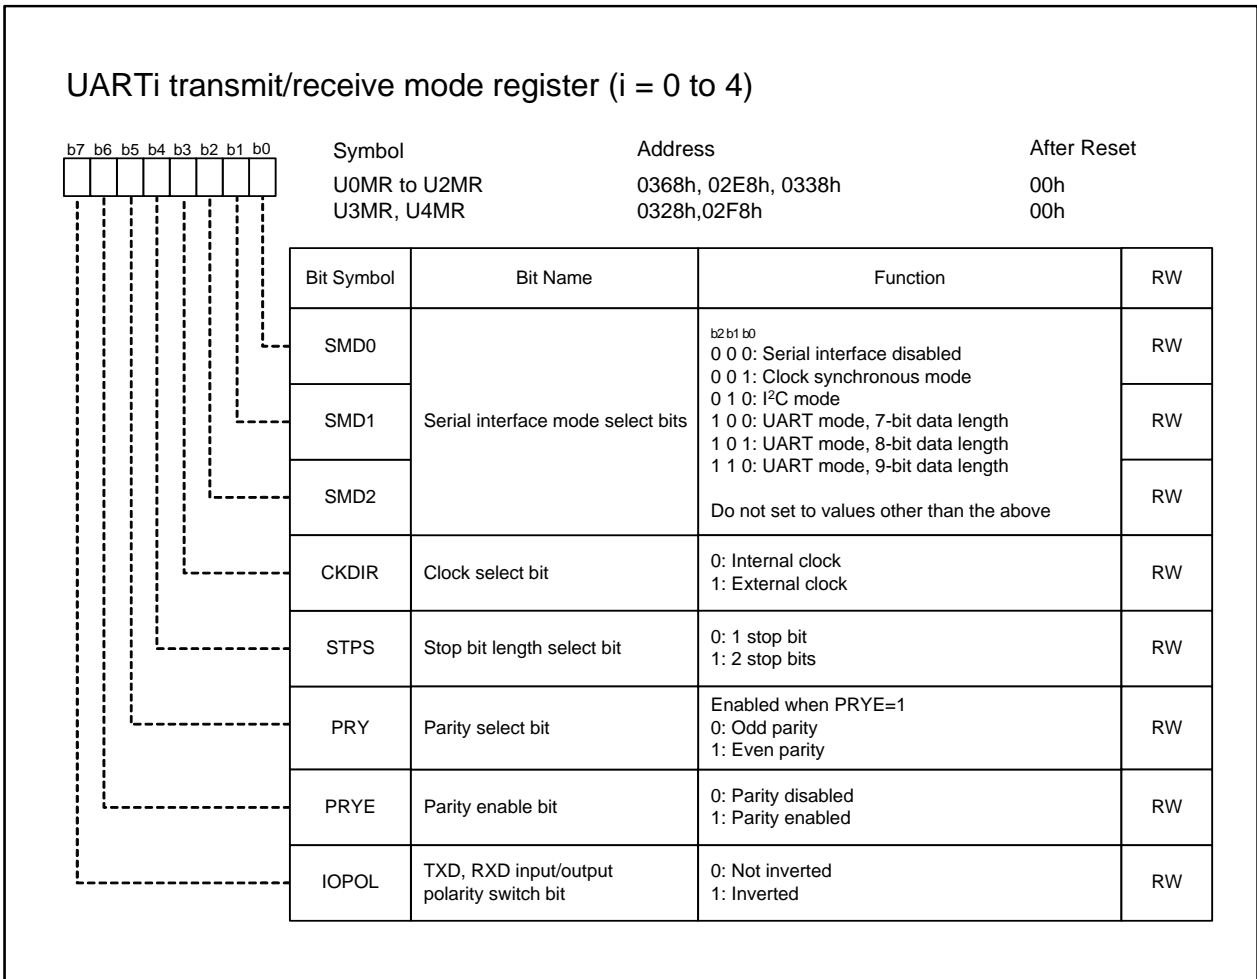 UARTi transmit/receive mode register (i = 0 to 4)
b7 b6 b5 b4 b3 b2 b1 b0
Symbol Address After Reset
U0MR to U2MR 0368h, 02E8h, 0338h 00h
U3MR, U4MR 0328h,02F8h 00h
Bit Symbol Bit Name Function RW
SMD0 RW
SMD1 Serial interface mode select bits RW
SMD2 RW
b2 b1 b0
0 0 0: Serial interface disabled
0 0 1: Clock synchronous mode
0 1 0: I²C mode
1 0 0: UART mode, 7-bit data length
1 0 1: UART mode, 8-bit data length
1 1 0: UART mode, 9-bit data length
Do not set to values other than the above
CKDIR Clock select bit
0: Internal clock
1: External clock
RW
STPS Stop bit length select bit
0: 1 stop bit
1: 2 stop bits
RW
PRY Parity select bit
Enabled when PRYE=1
0: Odd parity
1: Even parity
RW
PRYE Parity enable bit
0: Parity disabled
1: Parity enabled
RW
IOPOL
TXD, RXD input/output
polarity switch bit
0: Not inverted
1: Inverted
RW